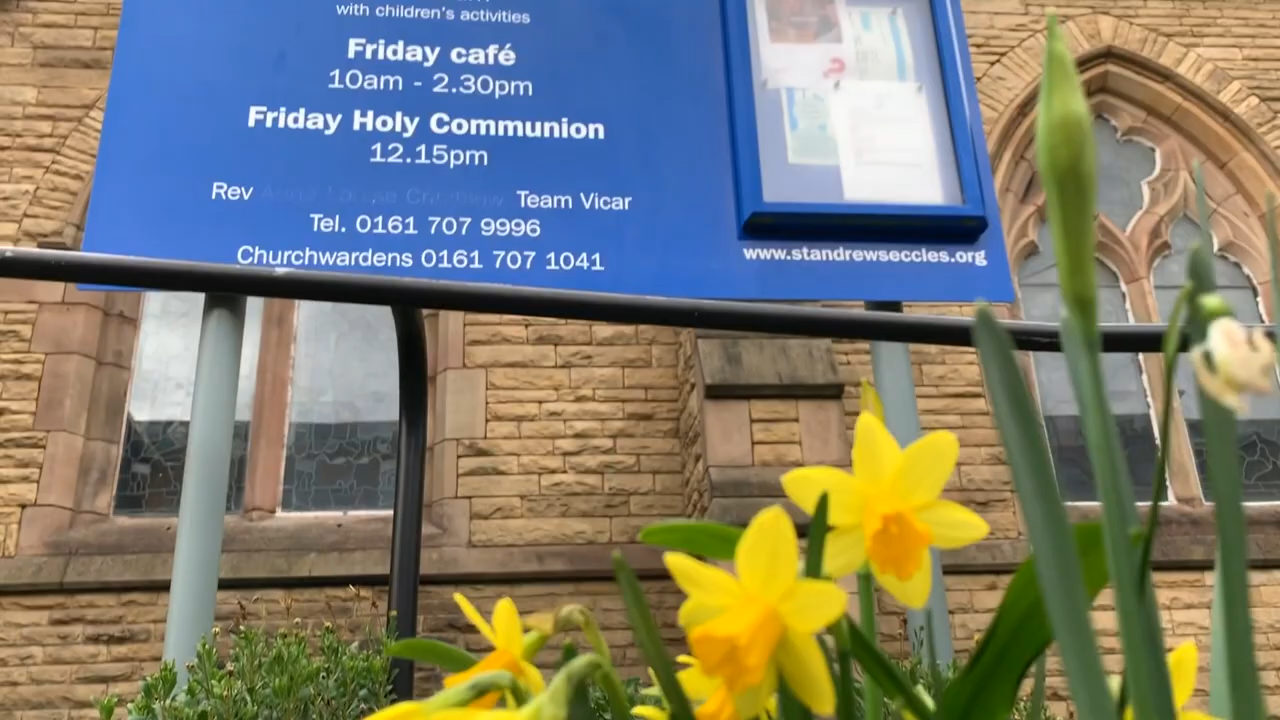 with children's activities
Friday café
10am - 2.30pm
Friday Holy Communion
12.15pm
Rev Team Vicar
Tel. 0161 707 9996
Churchwardens 0161 707 1041
www.standrewseccles.org